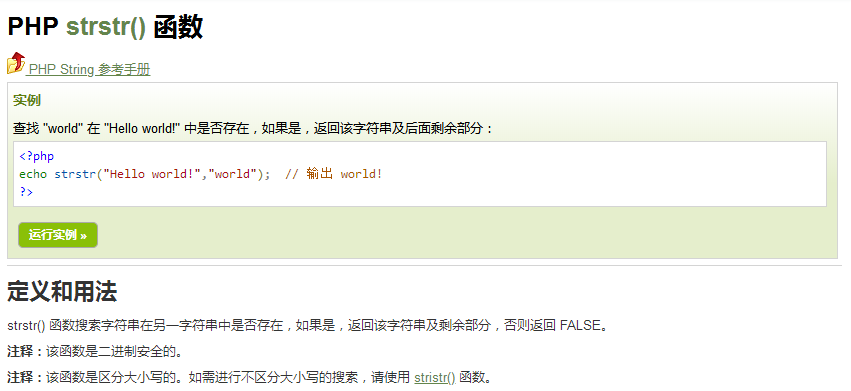 PHP strstr() 函数
PHP String 参考手册
实例
查找 "world" 在 "Hello world!" 中是否存在，如果是，返回该字符串及后面剩余部分：
<?php
echo strstr("Hello world!","world");  // 输出 world!
?>
运行实例 »
定义和用法
strstr() 函数搜索字符串在另一字符串中是否存在，如果是，返回该字符串及剩余部分，否则返回 FALSE。
注释：该函数是二进制安全的。
注释：该函数是区分大小写的。如需进行不区分大小写的搜索，请使用 stristr() 函数。